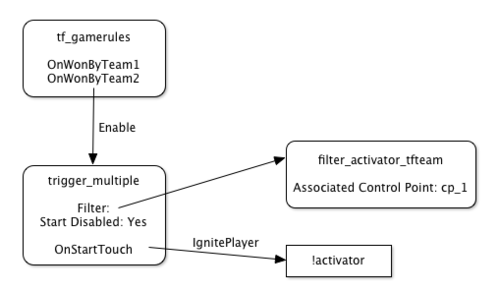 tf_gamerules
OnWonByTeam1
OnWonByTeam2
Enable
trigger_multiple
Filter:
Start Disabled: Yes
OnStartTouch
filter_activator_tfteam
Associated Control Point: cp_1
IgnitePlayer
!activator